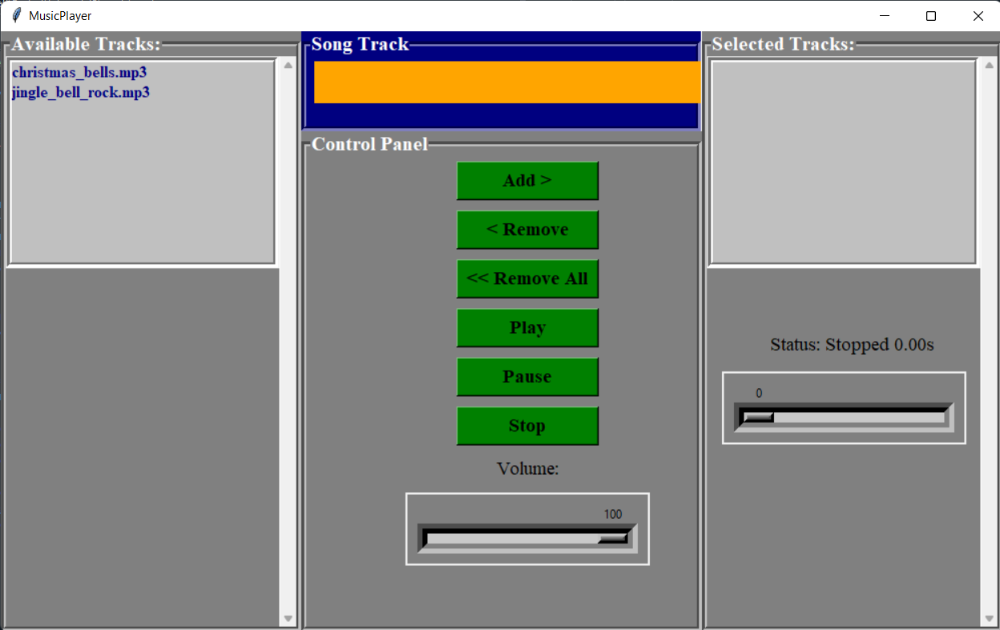 MusicPlayer
Available Tracks:
christmas_bells.mp3
jingle_bell_rock.mp3
Song Track
Control Panel
Add >
< Remove
<< Remove All
Play
Pause
Stop
Volume:
100
Selected Tracks:
Status: Stopped 0.00s
0